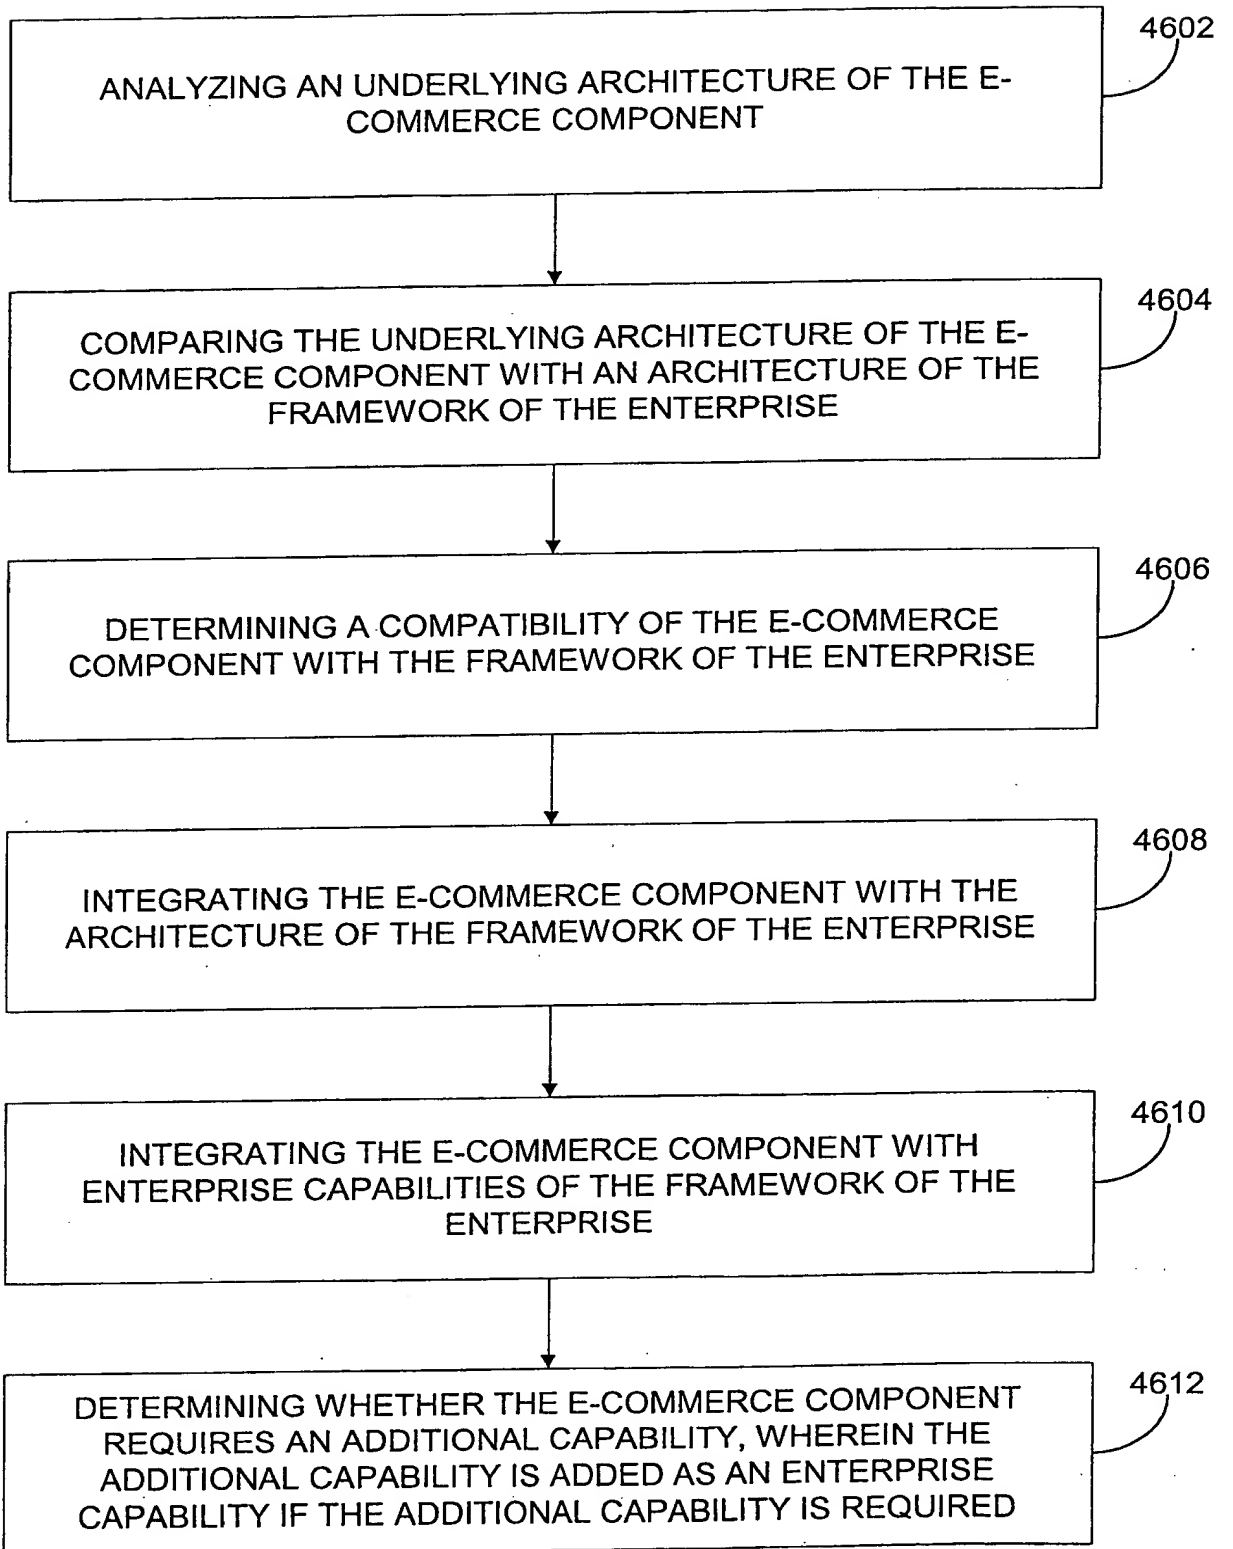 4602
ANALYZING AN UNDERLYING ARCHITECTURE OF THE E-
COMMERCE COMPONENT
4604
COMPARING THE UNDERLYING ARCHITECTURE OF THE E-
COMMERCE COMPONENT WITH AN ARCHITECTURE OF THE
FRAMEWORK OF THE ENTERPRISE
4606
DETERMINING A COMPATIBILITY OF THE E-COMMERCE
COMPONENT WITH THE FRAMEWORK OF THE ENTERPRISE
4608
INTEGRATING THE E-COMMERCE COMPONENT WITH THE
ARCHITECTURE OF THE FRAMEWORK OF THE ENTERPRISE
4610
INTEGRATING THE E-COMMERCE COMPONENT WITH
ENTERPRISE CAPABILITIES OF THE FRAMEWORK OF THE
ENTERPRISE
4612
DETERMINING WHETHER THE E-COMMERCE COMPONENT
REQUIRES AN ADDITIONAL CAPABILITY, WHEREIN THE
ADDITIONAL CAPABILITY IS ADDED AS AN ENTERPRISE
CAPABILITY IF THE ADDITIONAL CAPABILITY IS REQUIRED